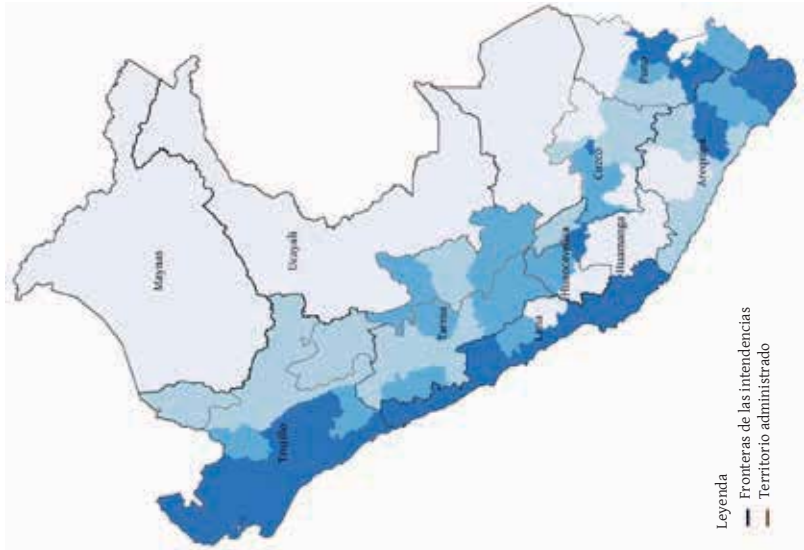 Maynas
Ucayali
Trujillo
Tarma
Lima
Huancavelica
Huamanga
Cuzco
Puno
Arequipa
Leyenda
Fronteras de las intendencias
Territorio administrado